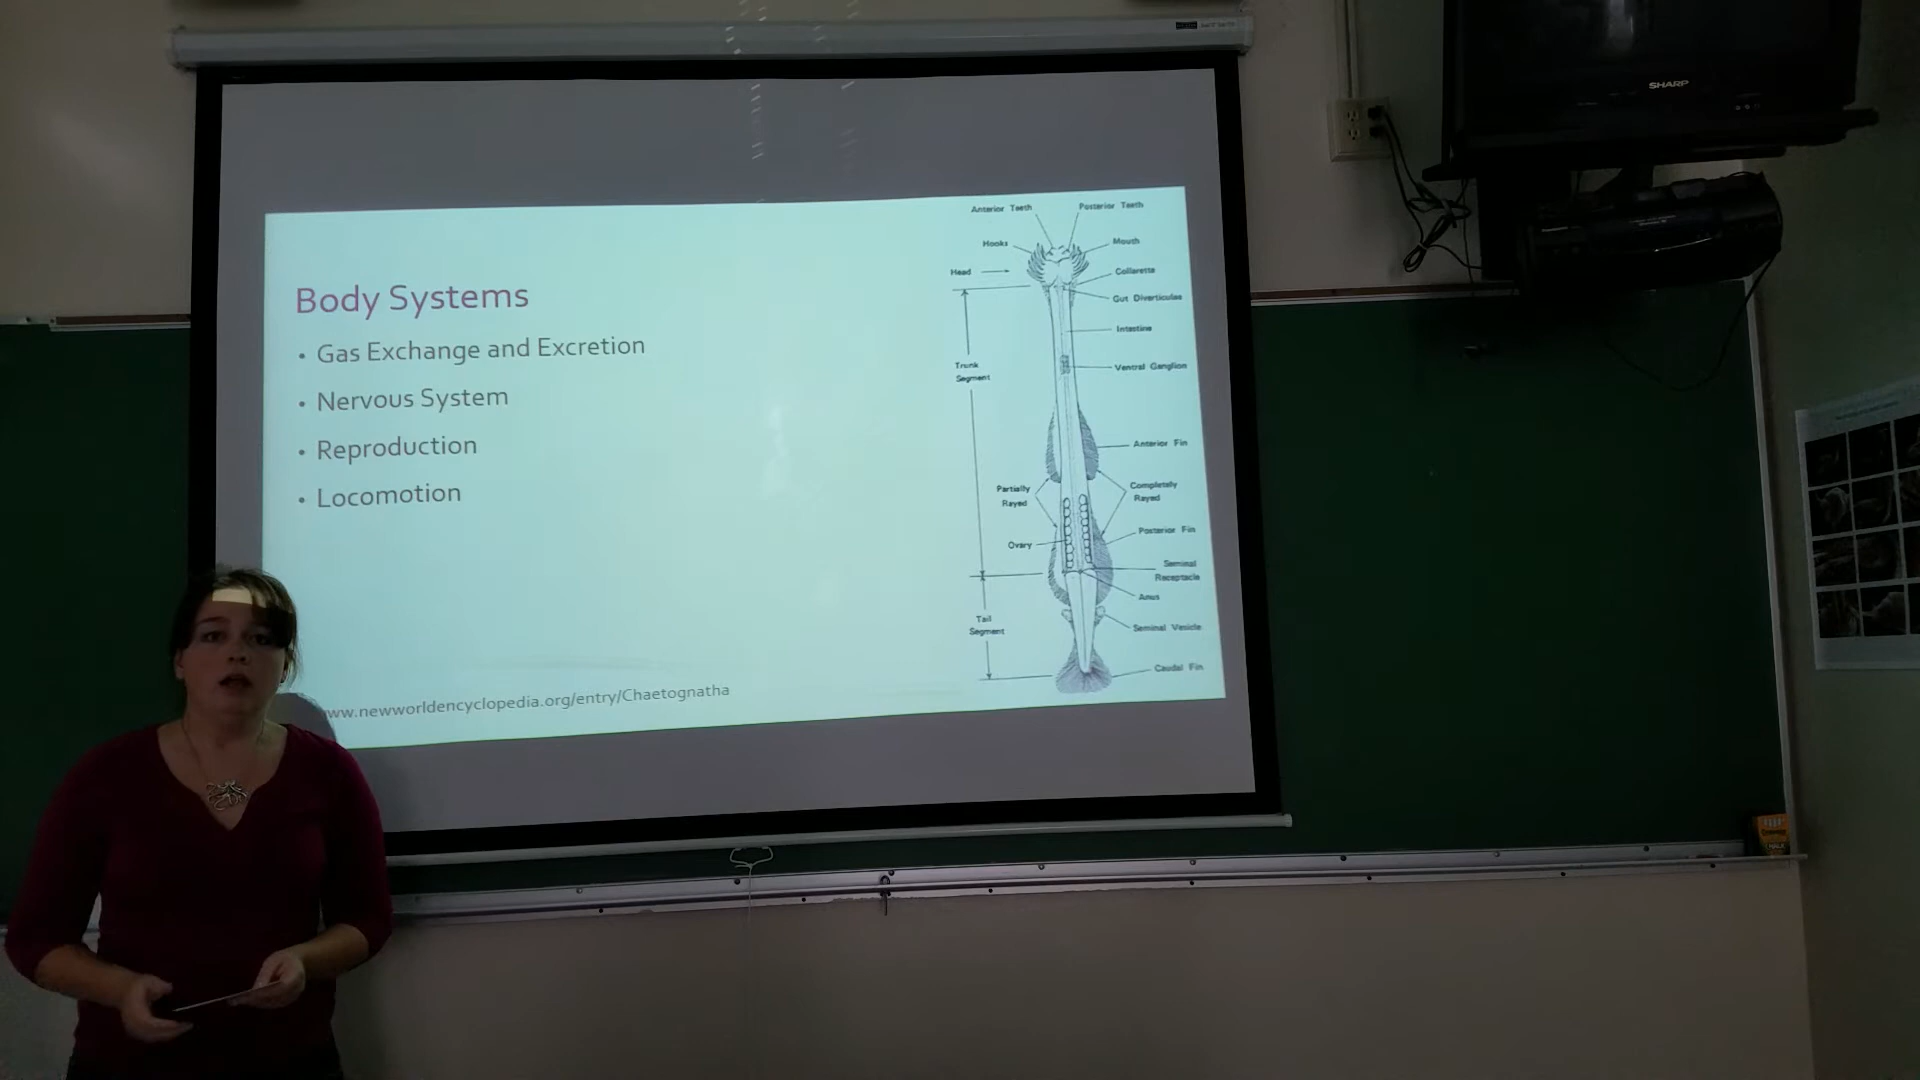 SHARP
Body Systems
• Gas Exchange and Excretion
• Nervous System
• Reproduction
• Locomotion
ww.newworldencyclopedia.org/entry/Chaetognatha
Anterior Teeth
Posterior Teeth
Hooks
Mouth
Head
Collarette
Gut Diverticulae
Intestine
Trunk
Segment
Ventral Ganglion
Anterior Fin
Partially
Rayed
Completely
Rayed
Posterior Fin
Ovary
Seminal
Receptacle
Anus
Tail
Segment
Seminal Vesicle
Caudal Fin